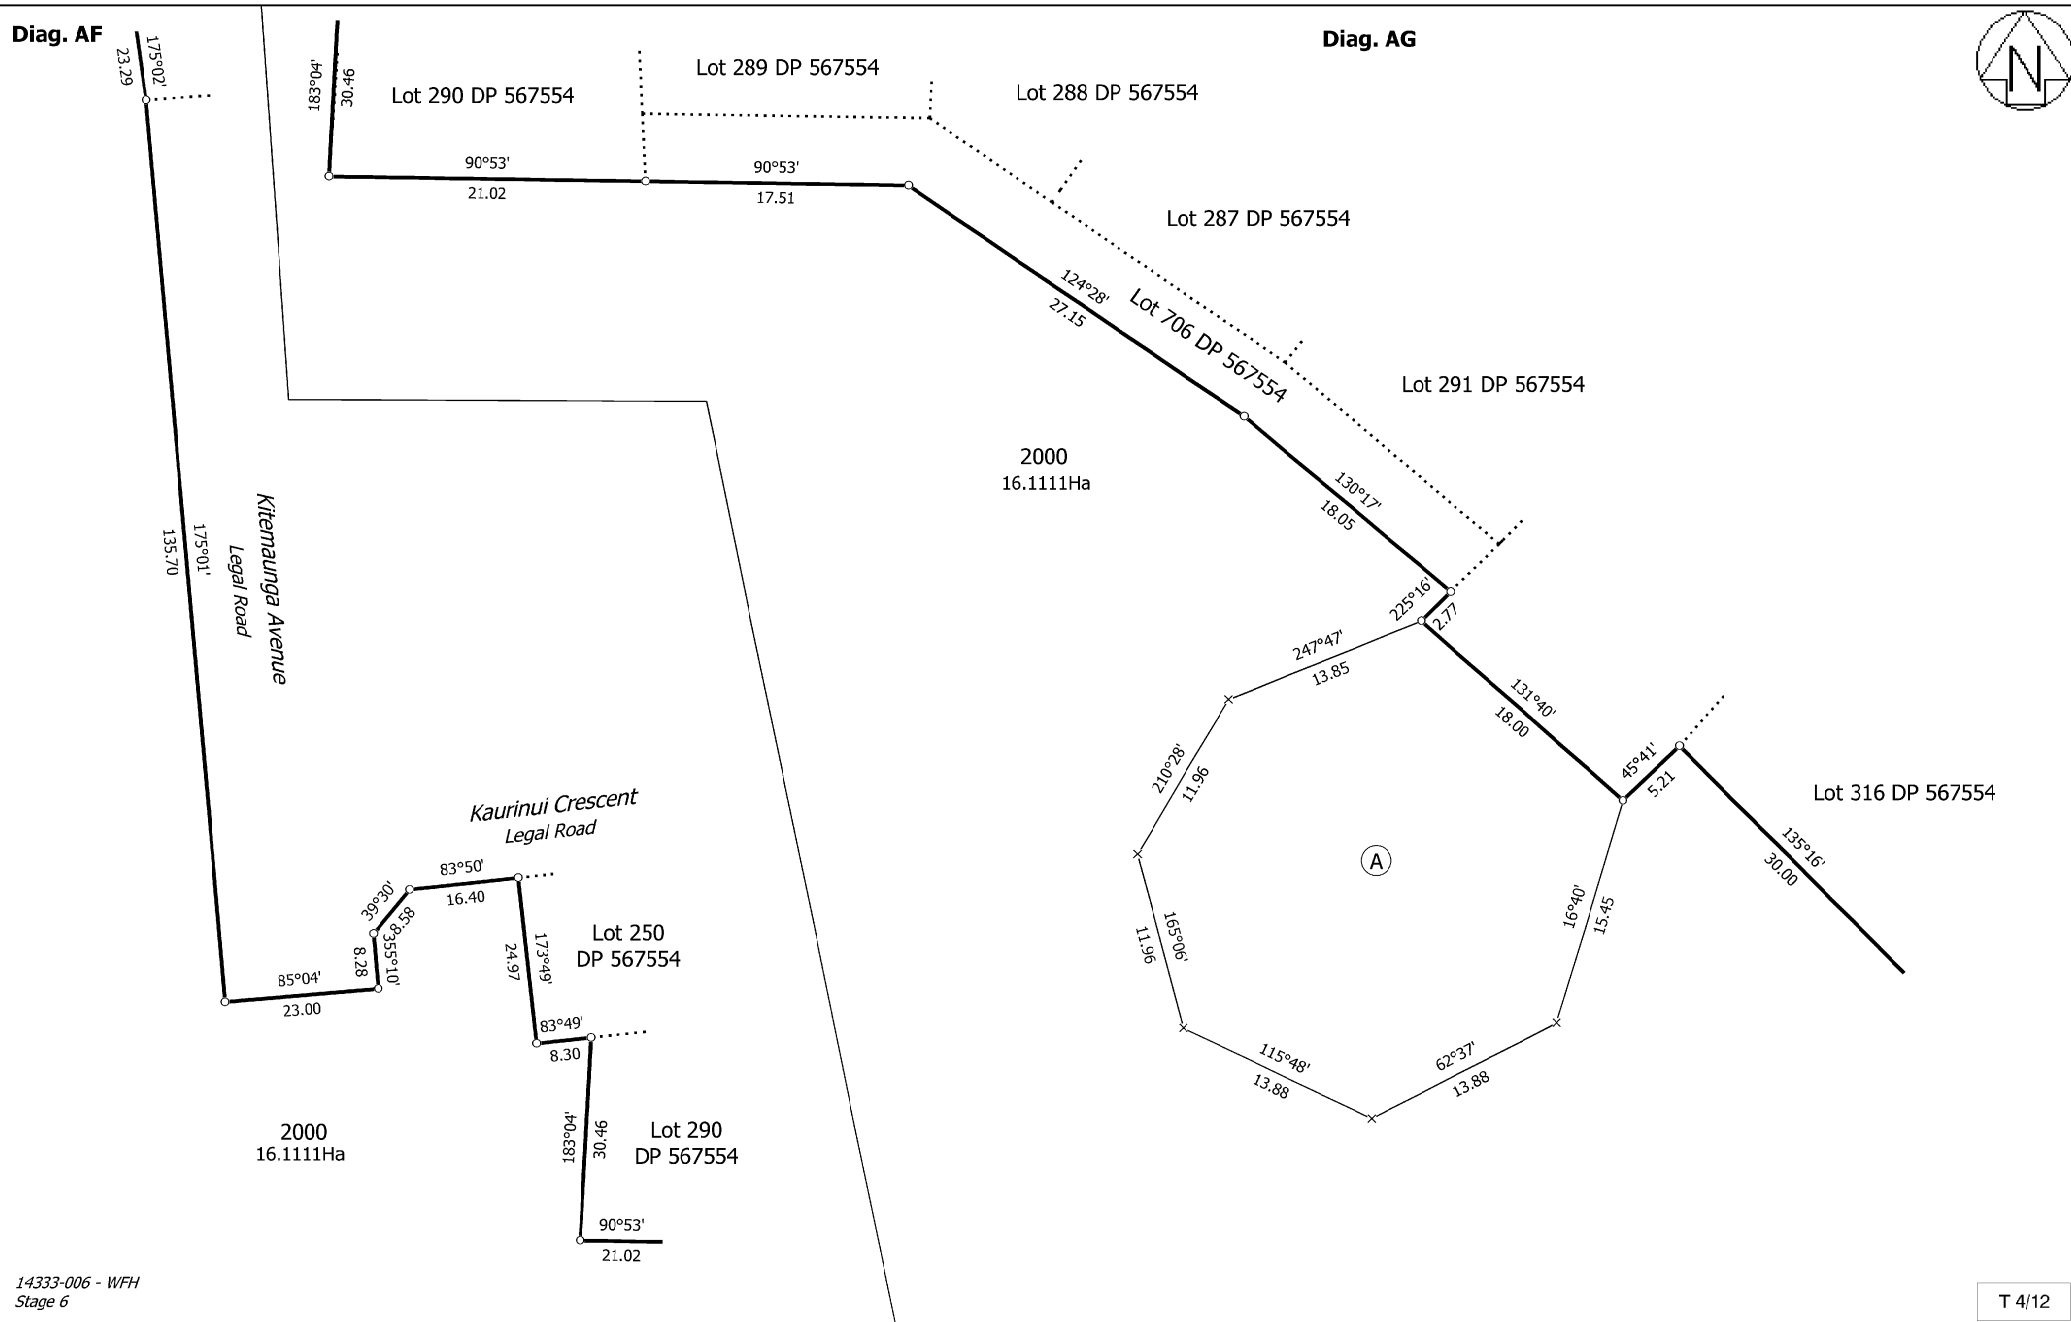 Diag. AF
175°02'
23.29
175°01'
135.70
Kitemaunga Avenue
Legal Road
Kaurinui Crescent
Legal Road
85°04'
23.00
355°10'
8.28
39°30'
8.58
83°50'
16.40
173°49'
24.97
Lot 250
DP 567554
83°49'
8.30
183°04'
30.46
Lot 290
DP 567554
90°53'
21.02
2000
16.1111Ha
Diag. AG
N
183°04'
30.46
Lot 290 DP 567554
Lot 289 DP 567554
Lot 288 DP 567554
90°53'
21.02
90°53'
17.51
Lot 287 DP 567554
124°28'
27.15
Lot 706 DP 567554
Lot 291 DP 567554
2000
16.1111Ha
130°17'
18.05
225°16'
2.77
247°47'
13.85
131°40'
18.00
45°41'
5.21
Lot 316 DP 567554
135°16'
30.00
210°28'
11.96
A
165°06'
11.96
16°40'
15.45
115°48'
13.88
62°37'
13.88
14333-006 - WFH
Stage 6
T 4/12